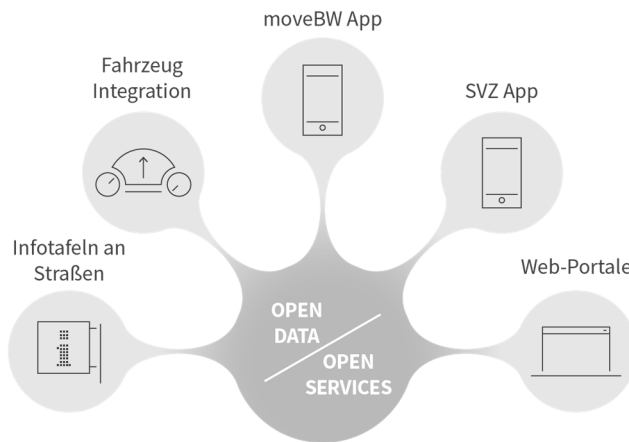 moveBW App
Fahrzeug
Integration
SVZ App
Infotafeln an
Straßen
Web-Portale
OPEN
DATA
OPEN
SERVICES